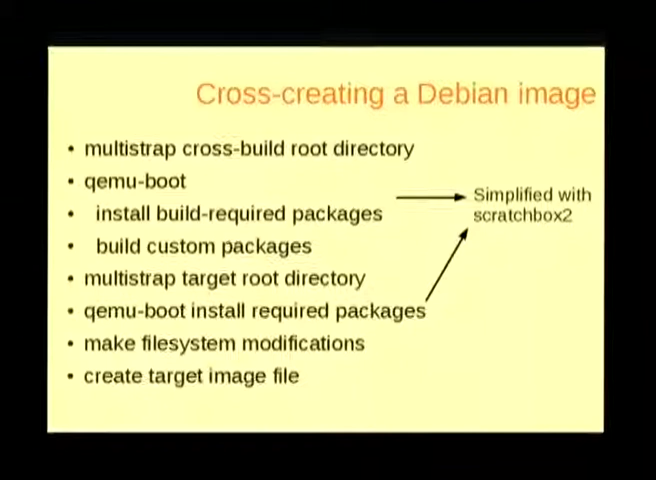 Cross-creating a Debian image
• multistrap cross-build root directory
• qemu-boot
• install build-required packages
• build custom packages
• multistrap target root directory
• qemu-boot install required packages
• make filesystem modifications
• create target image file
Simplified with
scratchbox2